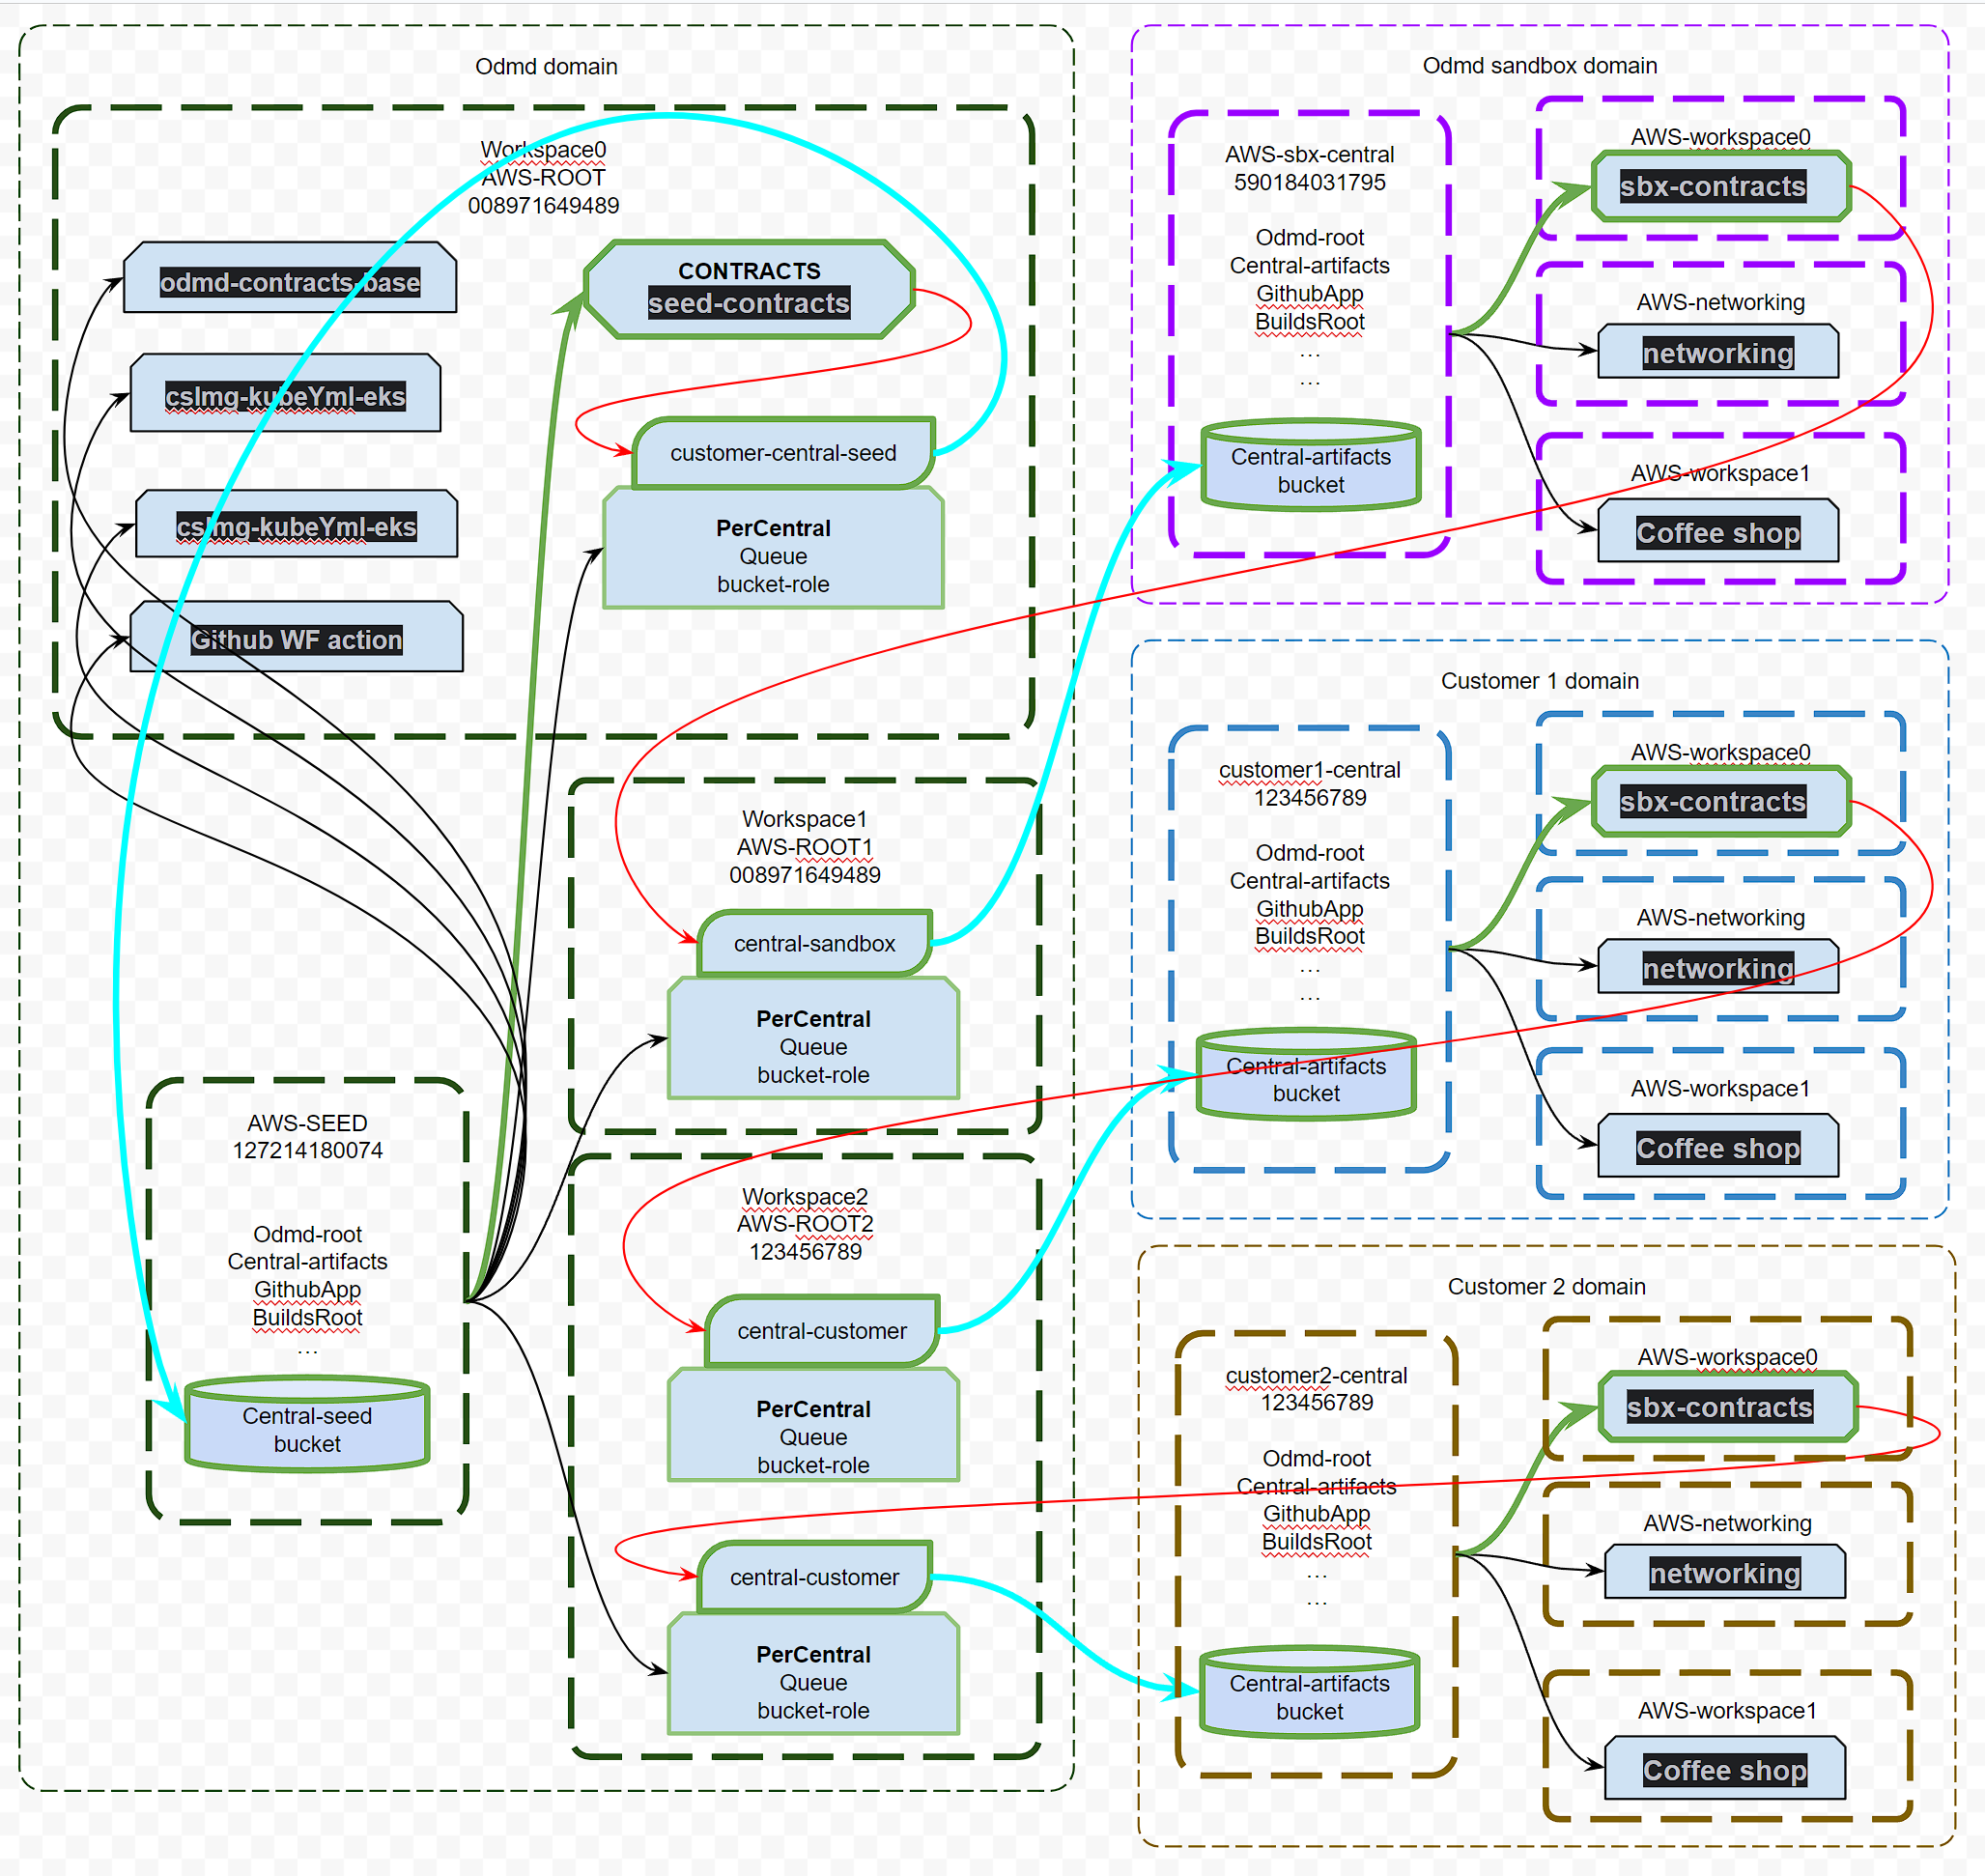 Odmd domain
Workspace0
AWS-ROOT
008971649489
odmd-contracts-base
CONTRACTS
seed-contracts
cslmg-kubeYml-eks
customer-central-seed
cslmg-kubeYml-eks
PerCentral
Queue
bucket-role
Github WF action
Workspace1
AWS-ROOT1
008971649489
central-sandbox
PerCentral
Queue
bucket-role
AWS-SEED
127214180074
Odmd-root
Central-artifacts
GithubApp
BuildsRoot
...
Central-seed
bucket
Workspace2
AWS-ROOT2
123456789
central-customer
PerCentral
Queue
bucket-role
central-customer
PerCentral
Queue
bucket-role
Odmd sandbox domain
AWS-sbx-central
590184031795
Odmd-root
Central-artifacts
GithubApp
BuildsRoot
...
...
Central-artifacts
bucket
AWS-workspace0
sbx-contracts
AWS-networking
networking
AWS-workspace1
Coffee shop
Customer 1 domain
customer1-central
123456789
Odmd-root
Central-artifacts
GithubApp
BuildsRoot
...
...
Central-artifacts
bucket
AWS-workspace0
sbx-contracts
AWS-networking
networking
AWS-workspace1
Coffee shop
Customer 2 domain
customer2-central
123456789
Odmd-root
Central-artifacts
GithubApp
BuildsRoot
...
...
Central-artifacts
bucket
AWS-workspace0
sbx-contracts
AWS-networking
networking
AWS-workspace1
Coffee shop